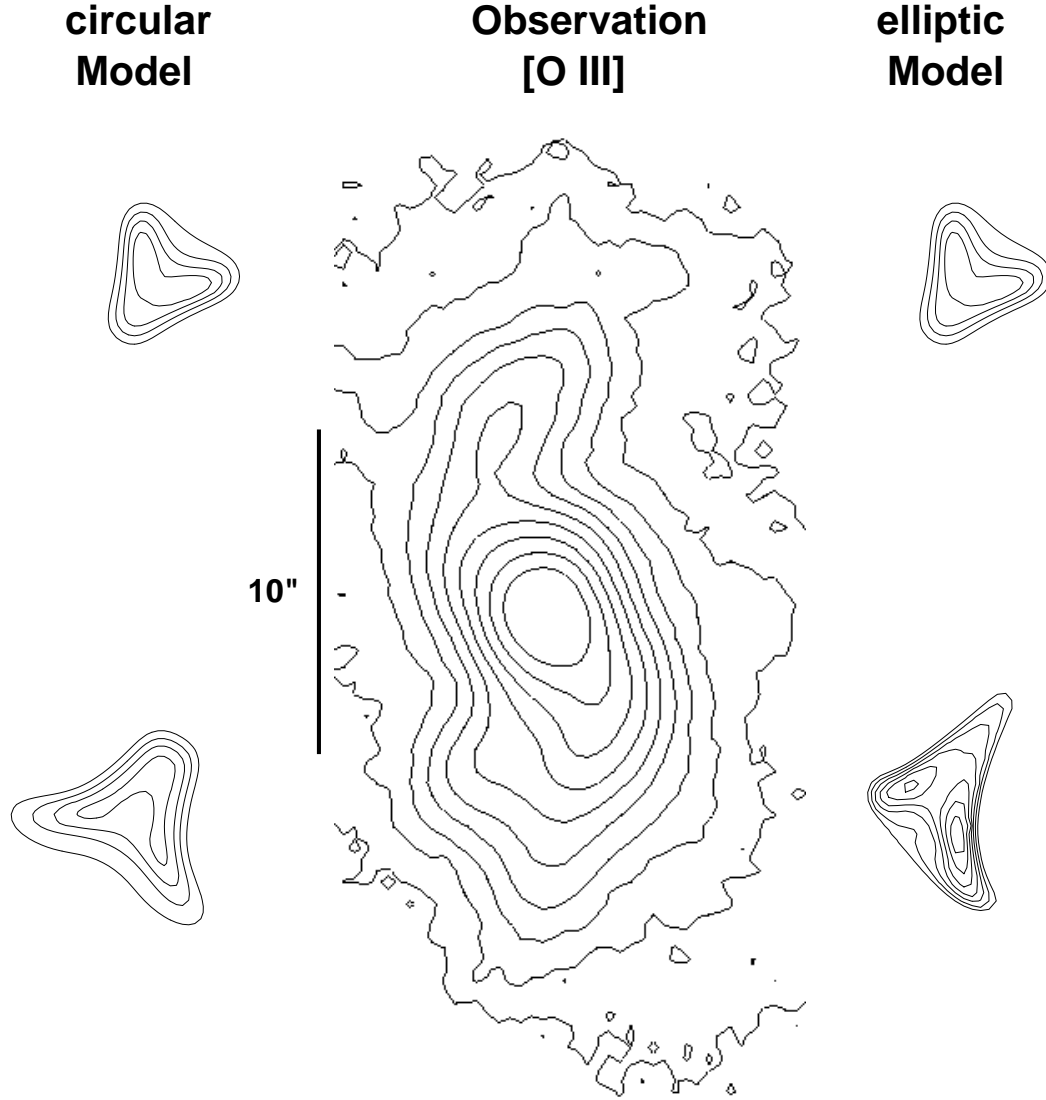 circular
Model
Observation
[O III]
elliptic
Model
10"